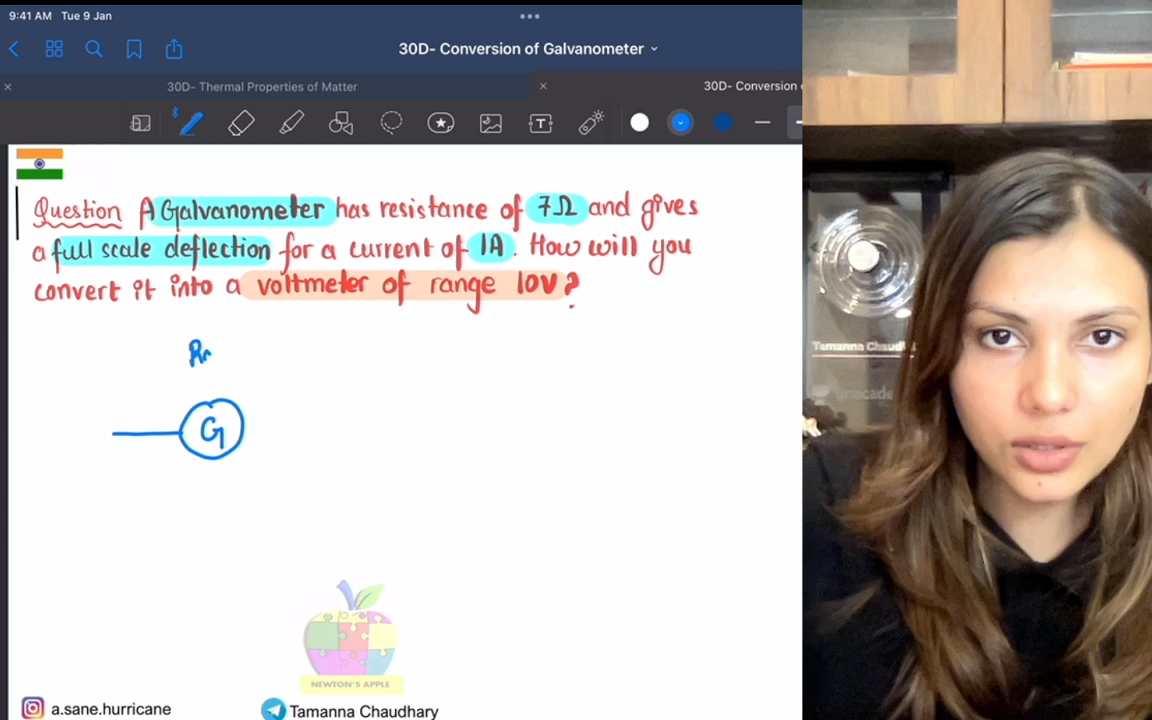 9:41 AM Tue 9 Jan
30D- Conversion of Galvanometer
30D- Thermal Properties of Matter
30D- Conversion
Question A Galvanometer has resistance of 7Ω and gives
a full scale deflection for a current of 1A. How will you
convert it into a voltmeter of range 10V?
G
NEWTON'S APPLE
a.sane.hurricane
Tamanna Chaudhary
Tamanna